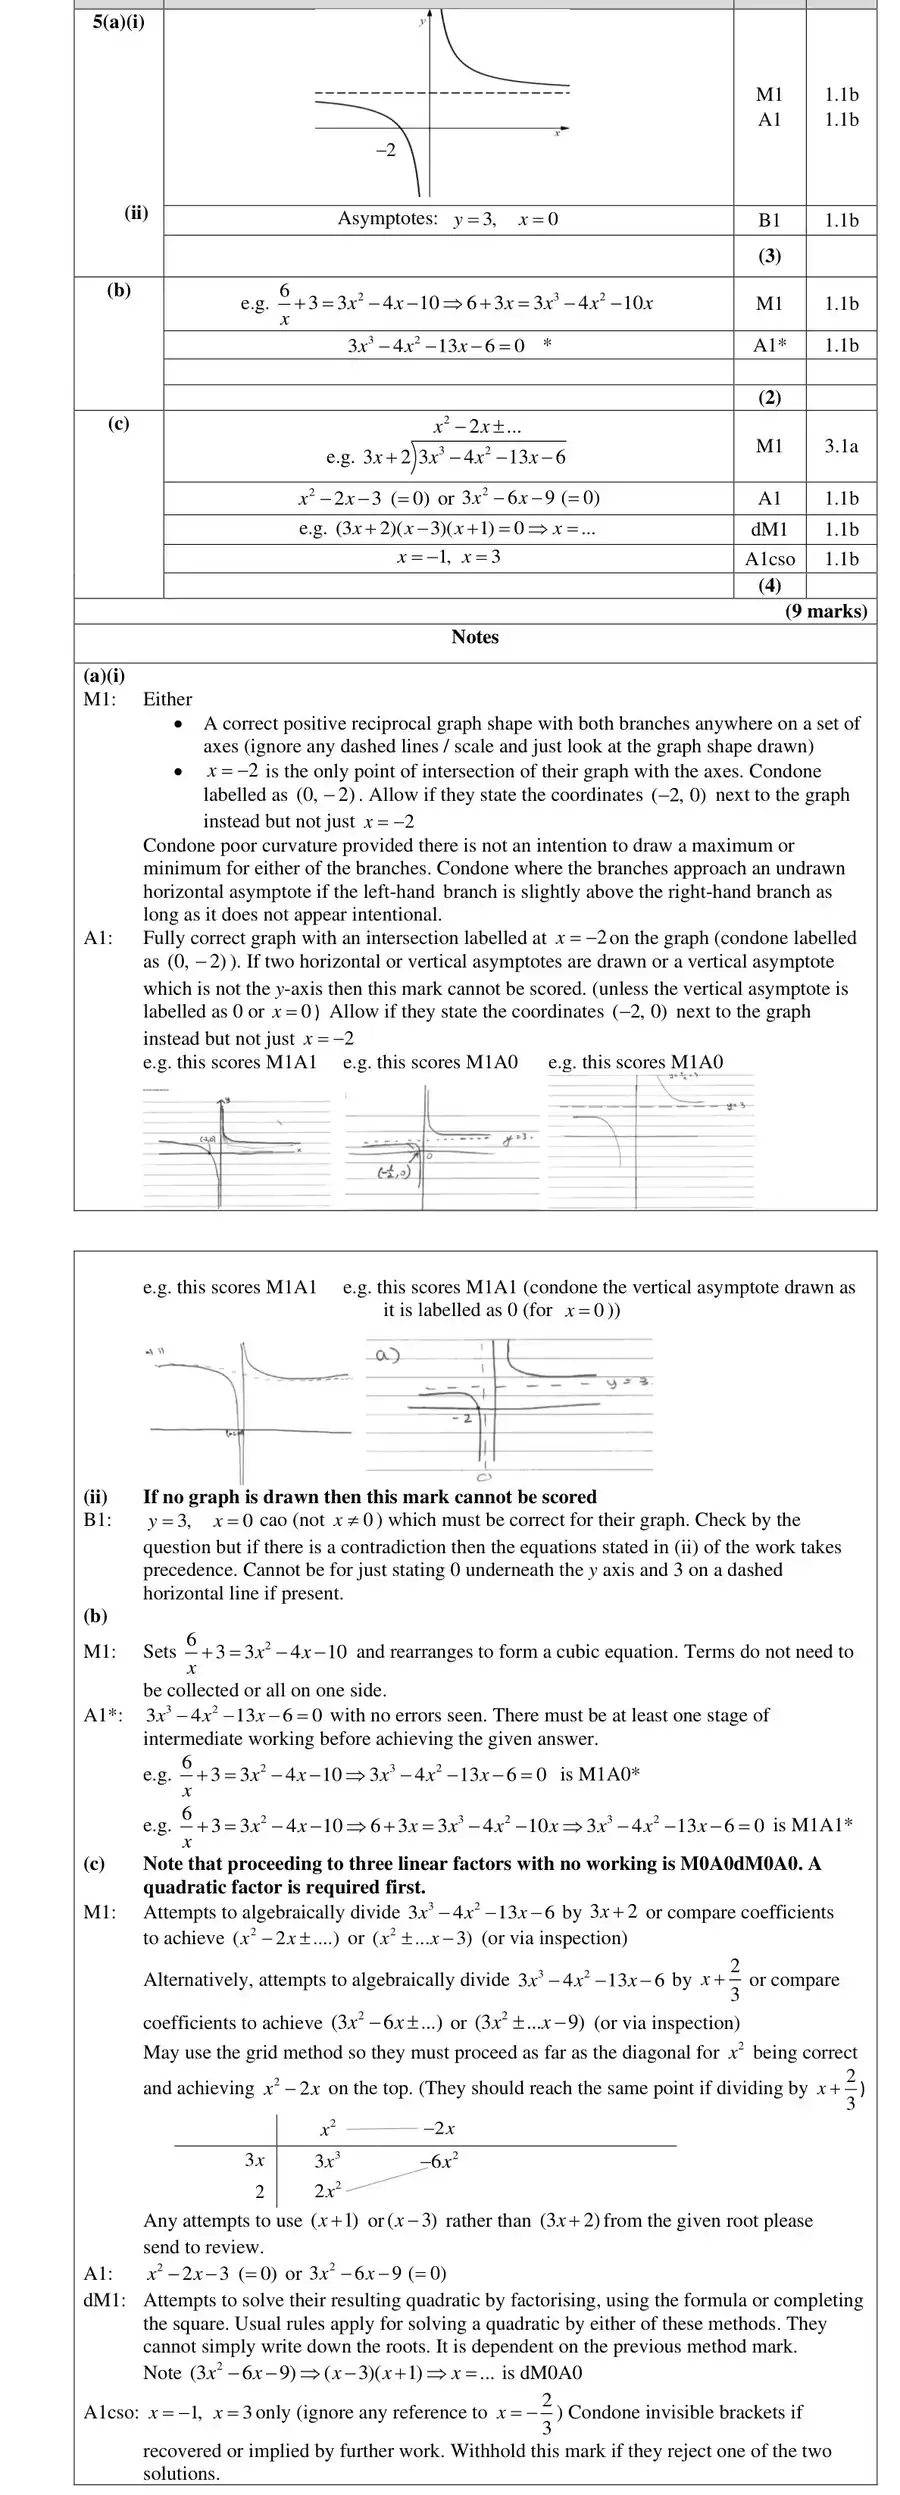 5(a)(i)
y
x
−2
M1 1.1b
A1 1.1b
(ii) Asymptotes: y = 3, x = 0 B1 1.1b
(3)
(b) e.g. 6/x + 3 = 3x² − 4x − 10 ⇒ 6 + 3x = 3x³ − 4x² − 10x M1 1.1b
3x³ − 4x² − 13x − 6 = 0 * A1* 1.1b
(2)
(c) x² − 2x ± ...
e.g. 3x + 2)3x³ − 4x² − 13x − 6 M1 3.1a
x² − 2x − 3 (= 0) or 3x² − 6x − 9 (= 0) A1 1.1b
e.g. (3x + 2)(x − 3)(x + 1) = 0 ⇒ x = ... dM1 1.1b
x = −1, x = 3 A1cso 1.1b
(4)
(9 marks)
Notes
(a)(i)
M1: Either
• A correct positive reciprocal graph shape with both branches anywhere on a set of
axes (ignore any dashed lines / scale and just look at the graph shape drawn)
• x = −2 is the only point of intersection of their graph with the axes. Condone
labelled as (0, −2). Allow if they state the coordinates (−2, 0) next to the graph
instead but not just x = −2
Condone poor curvature provided there is not an intention to draw a maximum or
minimum for either of the branches. Condone where the branches approach an undrawn
horizontal asymptote if the left-hand branch is slightly above the right-hand branch as
long as it does not appear intentional.
A1: Fully correct graph with an intersection labelled at x = −2 on the graph (condone labelled
as (0, −2)). If two horizontal or vertical asymptotes are drawn or a vertical asymptote
which is not the y-axis then this mark cannot be scored. (unless the vertical asymptote is
labelled as 0 or x = 0) Allow if they state the coordinates (−2, 0) next to the graph
instead but not just x = −2
e.g. this scores M1A1 e.g. this scores M1A0 e.g. this scores M1A0
(-2,0)
x
y=3.
0
y=3
e.g. this scores M1A1 e.g. this scores M1A1 (condone the vertical asymptote drawn as
it is labelled as 0 (for x = 0))
a)
y = 3
-2
0
(ii) If no graph is drawn then this mark cannot be scored
B1: y = 3, x = 0 cao (not x ≠ 0) which must be correct for their graph. Check by the
question but if there is a contradiction then the equations stated in (ii) of the work takes
precedence. Cannot be for just stating 0 underneath the y axis and 3 on a dashed
horizontal line if present.
(b)
M1: Sets 6/x + 3 = 3x² − 4x − 10 and rearranges to form a cubic equation. Terms do not need to
be collected or all on one side.
A1*: 3x³ − 4x² − 13x − 6 = 0 with no errors seen. There must be at least one stage of
intermediate working before achieving the given answer.
e.g. 6/x + 3 = 3x² − 4x − 10 ⇒ 3x³ − 4x² − 13x − 6 = 0 is M1A0*
e.g. 6/x + 3 = 3x² − 4x − 10 ⇒ 6 + 3x = 3x³ − 4x² − 10x ⇒ 3x³ − 4x² − 13x − 6 = 0 is M1A1*
(c) Note that proceeding to three linear factors with no working is M0A0dM0A0. A
quadratic factor is required first.
M1: Attempts to algebraically divide 3x³ − 4x² − 13x − 6 by 3x + 2 or compare coefficients
to achieve (x² − 2x ± ....) or (x² ± ...x − 3) (or via inspection)
Alternatively, attempts to algebraically divide 3x³ − 4x² − 13x − 6 by x + 2/3 or compare
coefficients to achieve (3x² − 6x ± ...) or (3x² ± ...x − 9) (or via inspection)
May use the grid method so they must proceed as far as the diagonal for x² being correct
and achieving x² − 2x on the top. (They should reach the same point if dividing by x + 2/3)
x² −2x
3x 3x³ −6x²
2 2x²
Any attempts to use (x + 1) or (x − 3) rather than (3x + 2) from the given root please
send to review.
A1: x² − 2x − 3 (= 0) or 3x² − 6x − 9 (= 0)
dM1: Attempts to solve their resulting quadratic by factorising, using the formula or completing
the square. Usual rules apply for solving a quadratic by either of these methods. They
cannot simply write down the roots. It is dependent on the previous method mark.
Note (3x² − 6x − 9) ⇒ (x − 3)(x + 1) ⇒ x = ... is dM0A0
A1cso: x = −1, x = 3 only (ignore any reference to x = −2/3) Condone invisible brackets if
recovered or implied by further work. Withhold this mark if they reject one of the two
solutions.